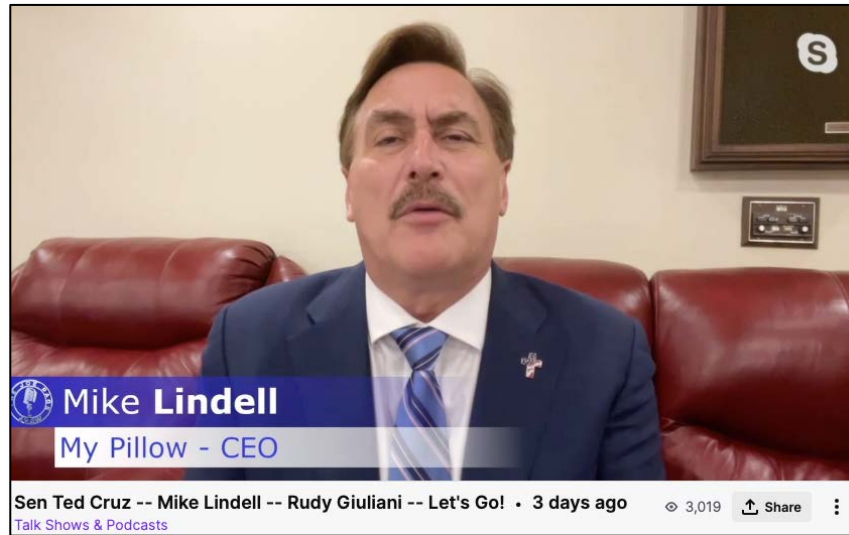 S
Mike Lindell
My Pillow - CEO
Sen Ted Cruz -- Mike Lindell -- Rudy Giuliani -- Let's Go! • 3 days ago
3,019
Share
Talk Shows & Podcasts